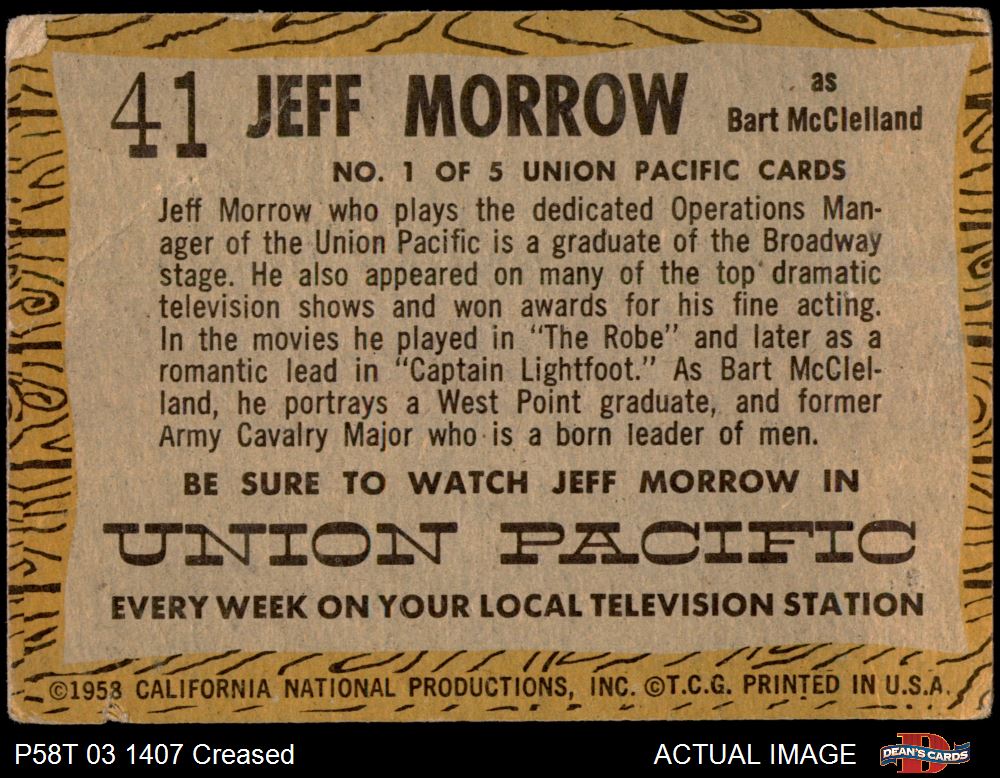 41 JEFF MORROW as
Bart McClelland
NO. 1 OF 5 UNION PACIFIC CARDS
Jeff Morrow who plays the dedicated Operations Man-
ager of the Union Pacific is a graduate of the Broadway
stage. He also appeared on many of the top dramatic
television shows and won awards for his fine acting.
In the movies he played in "The Robe" and later as a
romantic lead in "Captain Lightfoot." As Bart McClel-
land, he portrays a West Point graduate, and former
Army Cavalry Major who is a born leader of men.
BE SURE TO WATCH JEFF MORROW IN
UNION PACIFIC
EVERY WEEK ON YOUR LOCAL TELEVISION STATION
©1958 CALIFORNIA NATIONAL PRODUCTIONS, INC. ©T.C.G. PRINTED IN U.S.A.
P58T 03 1407 Creased ACTUAL IMAGE DEAN'S CARDS